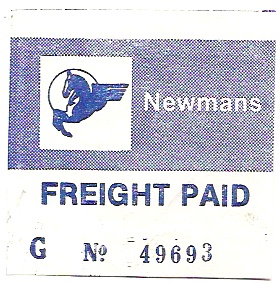 Newmans
FREIGHT PAID
G No 49693